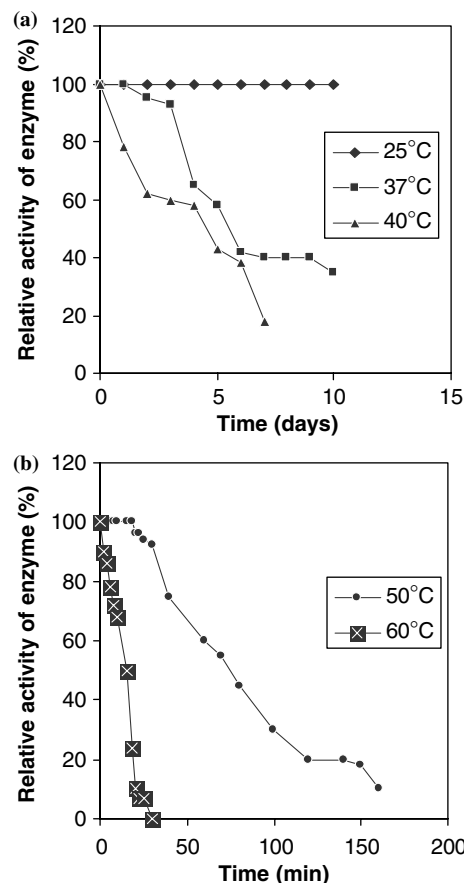 (a)
120
100
80
60
40
20
0
Relative activity of enzyme (%)
25°C
37°C
40°C
0 5 10 15
Time (days)
(b)
120
100
80
60
40
20
0
Relative activity of enzyme (%)
50°C
60°C
0 50 100 150 200
Time (min)